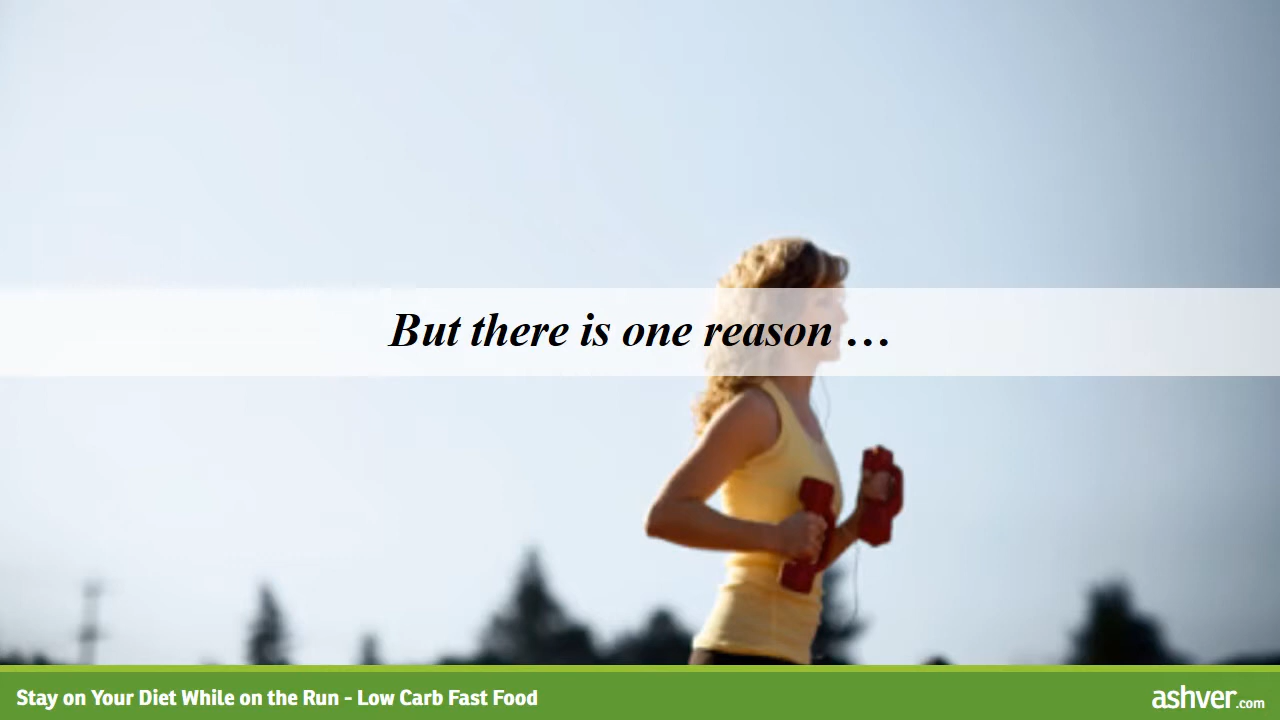 But there is one reason …
Stay on Your Diet While on the Run - Low Carb Fast Food
ashver.com